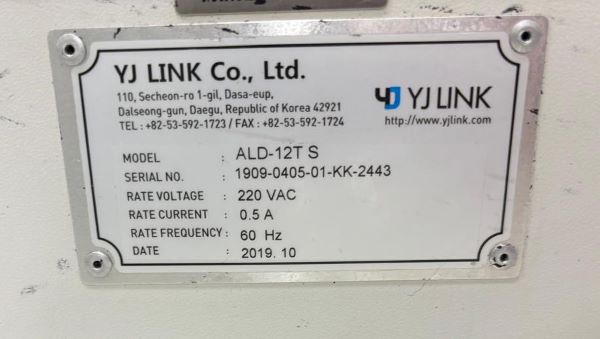 YJ LINK Co., Ltd.
110, Secheon-ro 1-gil, Dasa-eup,
Dalseong-gun, Daegu, Republic of Korea 42921
TEL : +82-53-592-1723 / FAX : +82-53-592-1724
YJ LINK
http://www.yjlink.com
MODEL : ALD-12T S
SERIAL NO. : 1909-0405-01-KK-2443
RATE VOLTAGE : 220 VAC
RATE CURRENT : 0.5 A
RATE FREQUENCY : 60 Hz
DATE : 2019. 10